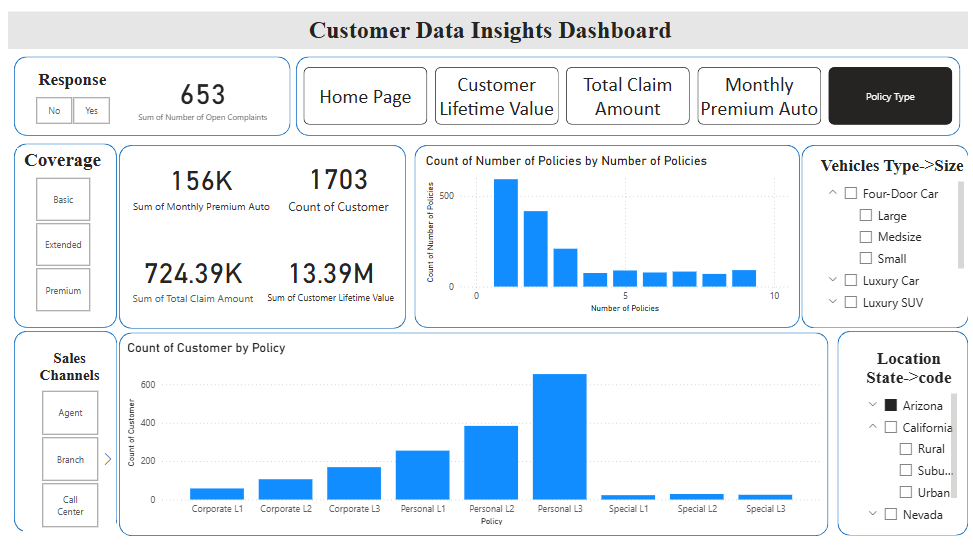 Customer Data Insights Dashboard
Response
No
Yes
653
Sum of Number of Open Complaints
Home Page
Customer
Lifetime Value
Total Claim
Amount
Monthly
Premium Auto
Policy Type
Coverage
Basic
Extended
Premium
156K
Sum of Monthly Premium Auto
1703
Count of Customer
724.39K
Sum of Total Claim Amount
13.39M
Sum of Customer Lifetime Value
Count of Number of Policies by Number of Policies
Count of Number of Policies
500
0
0
5
10
Number of Policies
Vehicles Type->Size
Four-Door Car
Large
Medsize
Small
Luxury Car
Luxury SUV
Sales
Channels
Agent
Branch
Call
Center
Count of Customer by Policy
Count of Customer
600
400
200
0
Corporate L1
Corporate L2
Corporate L3
Personal L1
Personal L2
Personal L3
Special L1
Special L2
Special L3
Policy
Location
State->code
Arizona
California
Rural
Subu...
Urban
Nevada